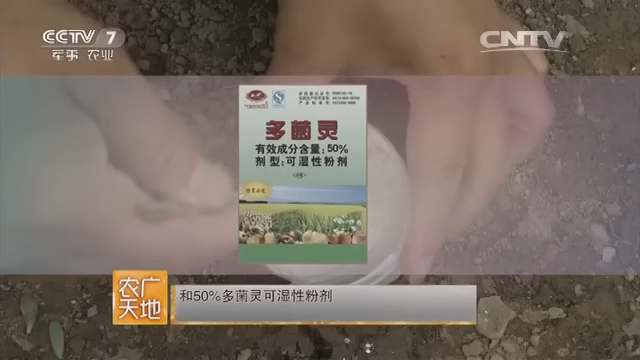 CCTV 7
军事 农业
CNTV
多菌灵
有效成分含量：50%
剂型：可湿性粉剂
农广天地
和50%多菌灵可湿性粉剂